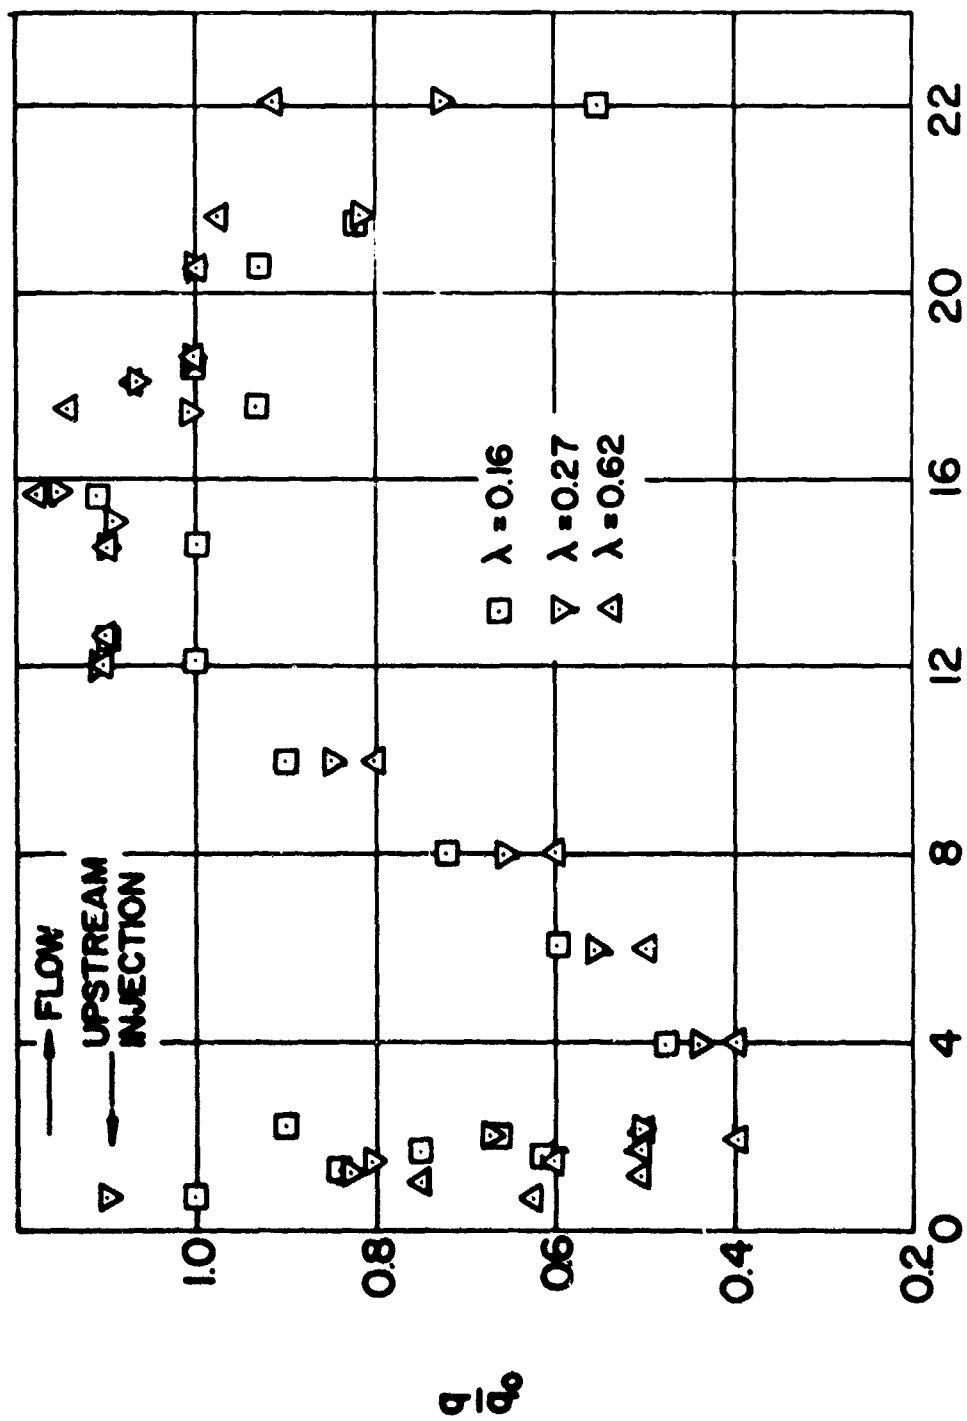 FLOW
UPSTREAM
INJECTION
λ = 0.16
λ = 0.27
λ = 0.62
1.0
0.8
0.6
0.4
0.2
0 4 8 12 16 20 22
q/q₀